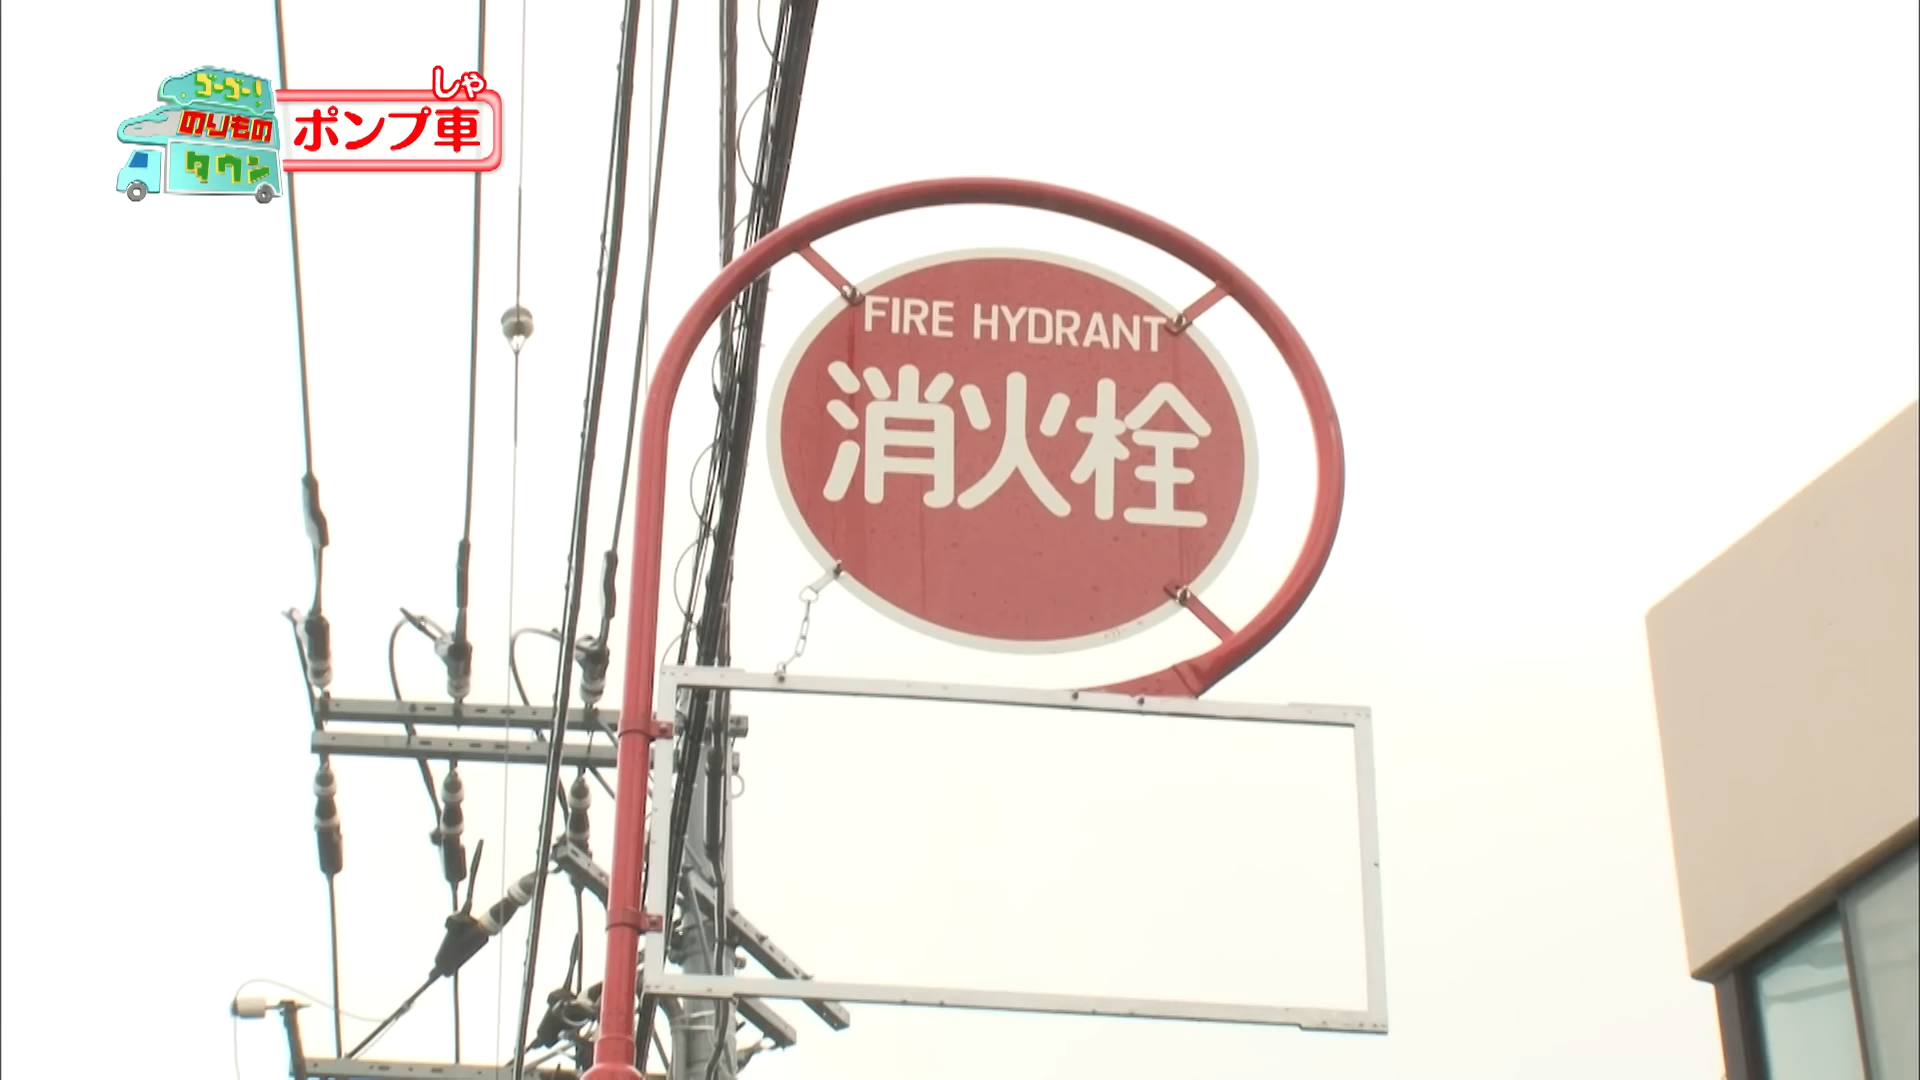 ゴーゴー！
のりもの
タウン
しゃ
ポンプ車
FIRE HYDRANT
消火栓